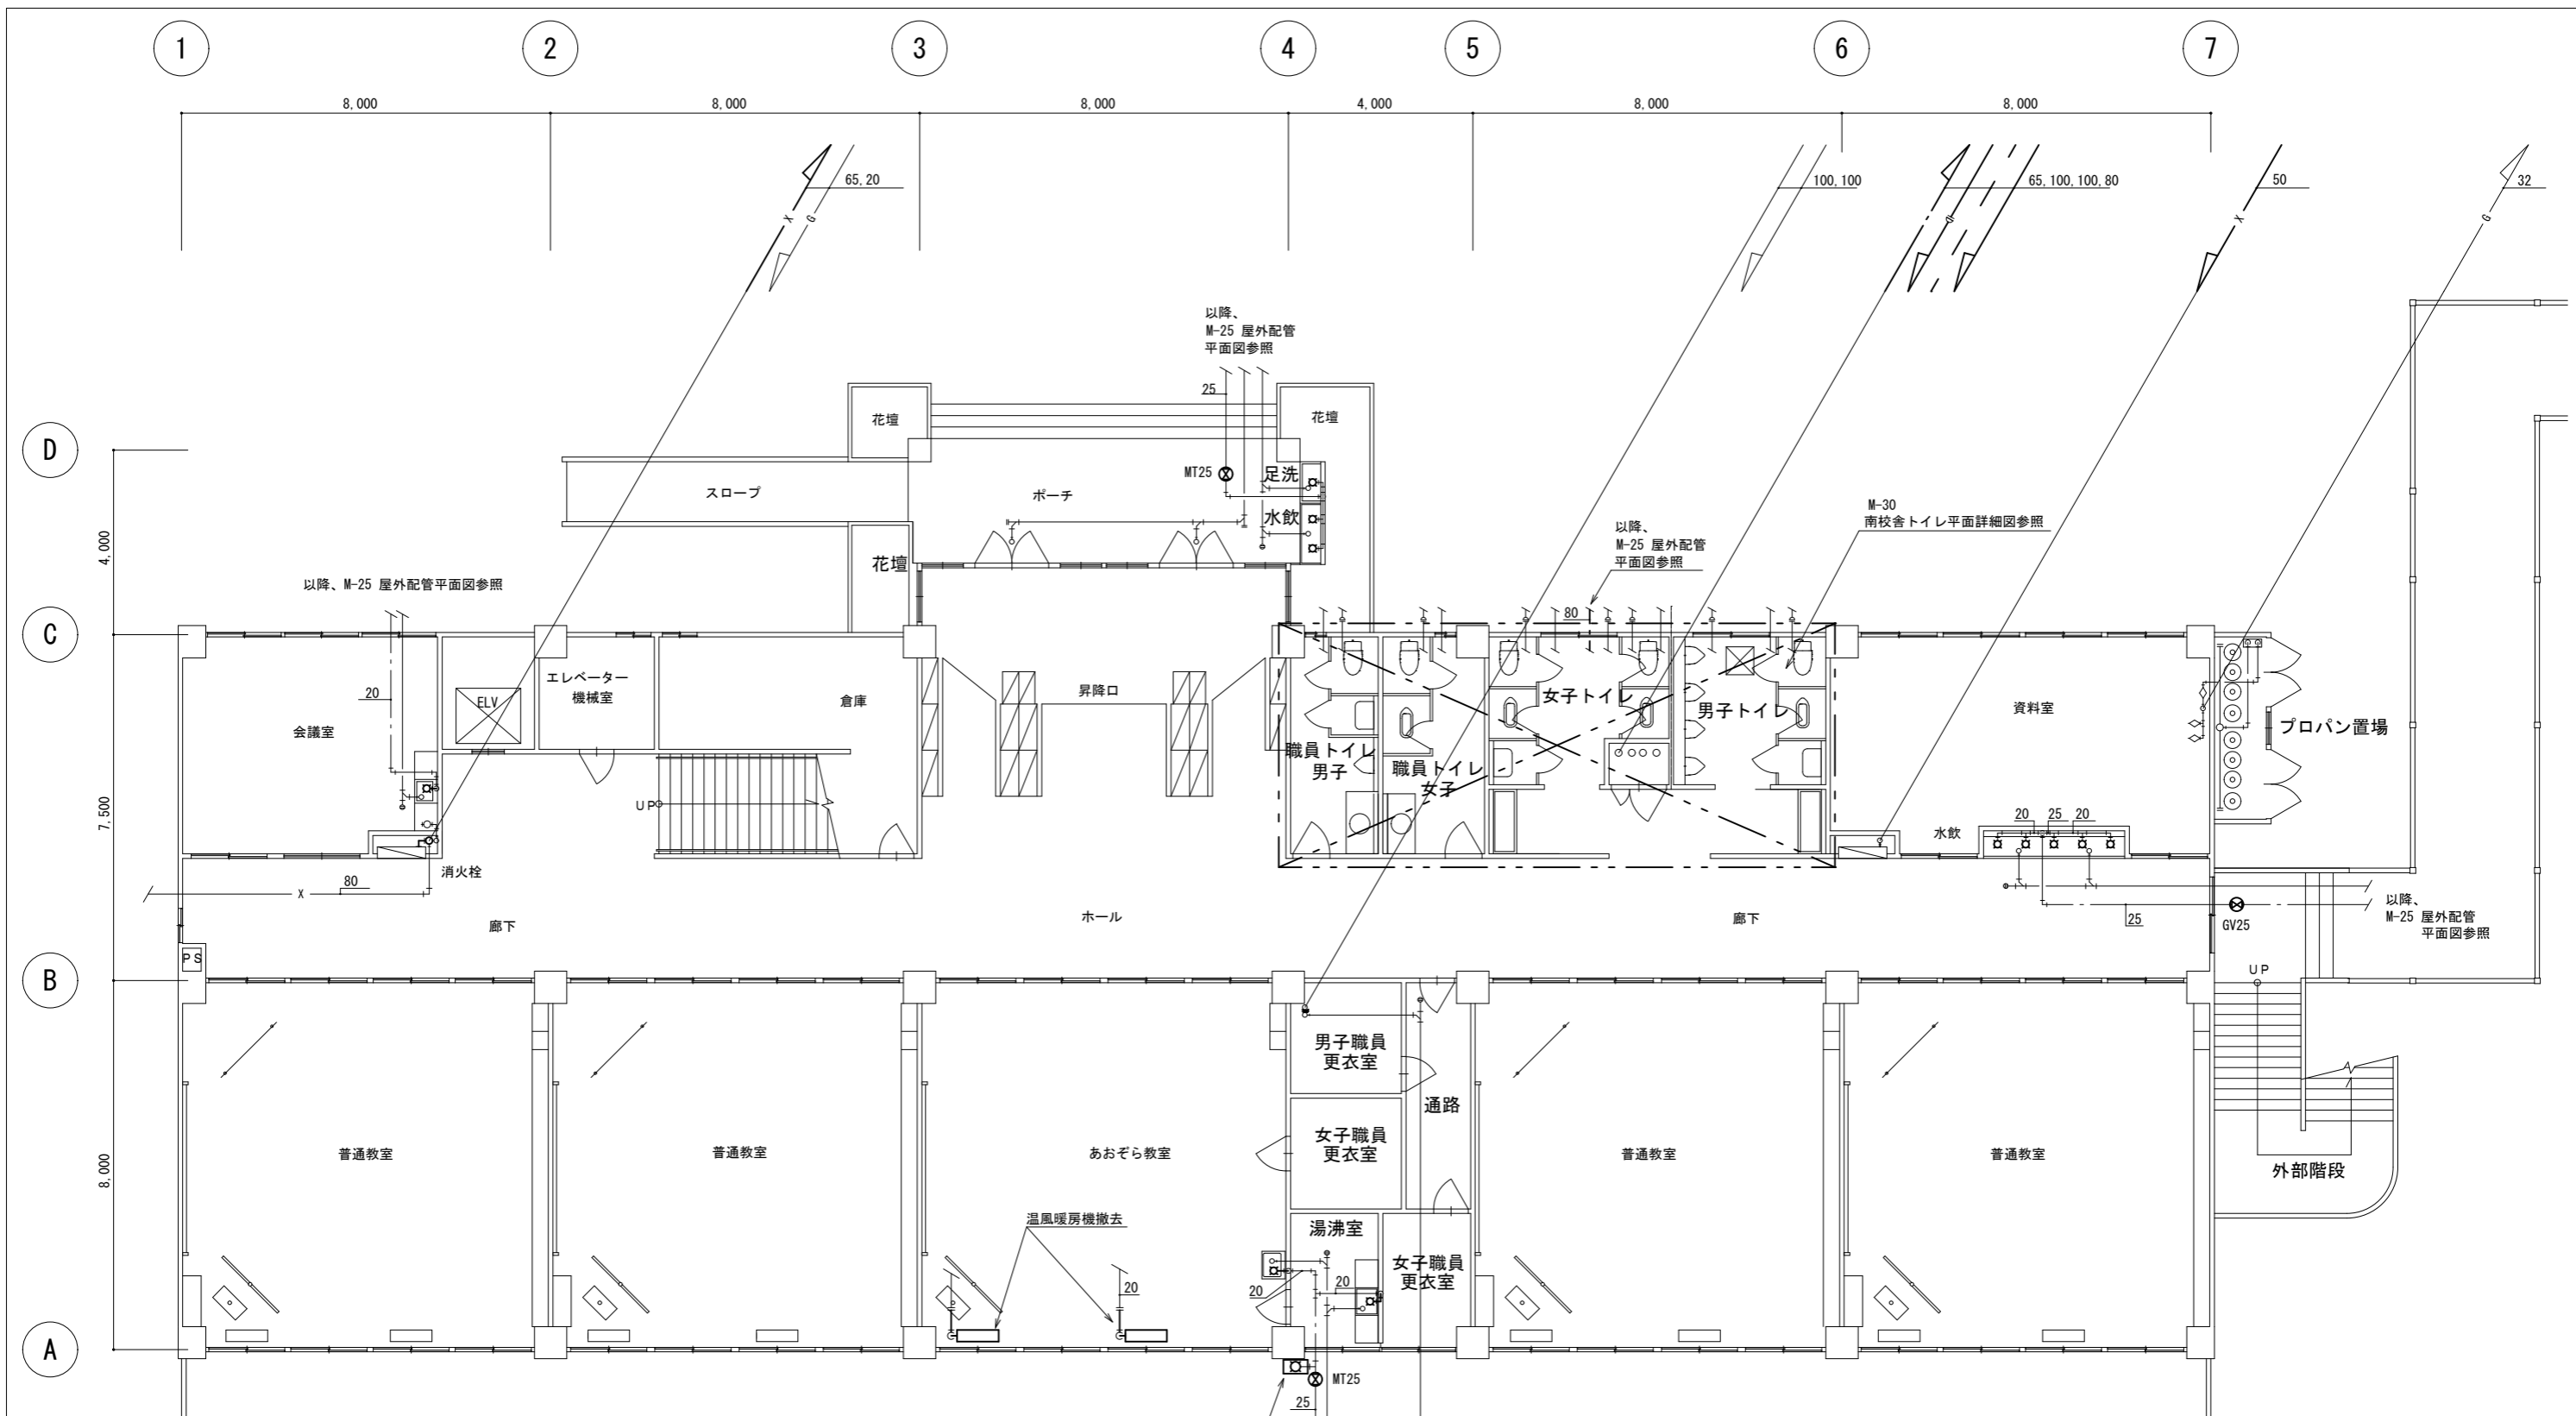 1
2
3
4
5
6
7
8,000
8,000
8,000
4,000
8,000
8,000
65,20
100,100
65,100,100,80
50
32
X
G
X
G
以降、
M-25 屋外配管
平面図参照
25
D
花壇
花壇
MT25
足洗
スロープ
ポーチ
水飲
M-30
南校舎トイレ平面詳細図参照
以降、
M-25 屋外配管
平面図参照
4,000
花壇
以降、M-25 屋外配管平面図参照
80
C
エレベーター
機械室
ELV
20
倉庫
昇降口
会議室
女子トイレ
男子トイレ
資料室
プロパン置場
職員トイレ
男子
職員トイレ
女子
7,500
UP
20
25
20
水飲
消火栓
80
X
廊下
ホール
廊下
25
GV25
以降、
M-25 屋外配管
平面図参照
PS
B
UP
男子職員
更衣室
通路
女子職員
更衣室
普通教室
普通教室
あおぞら教室
普通教室
普通教室
外部階段
8,000
温風暖房機撤去
湯沸室
女子職員
更衣室
20
20
20
A
MT25
25